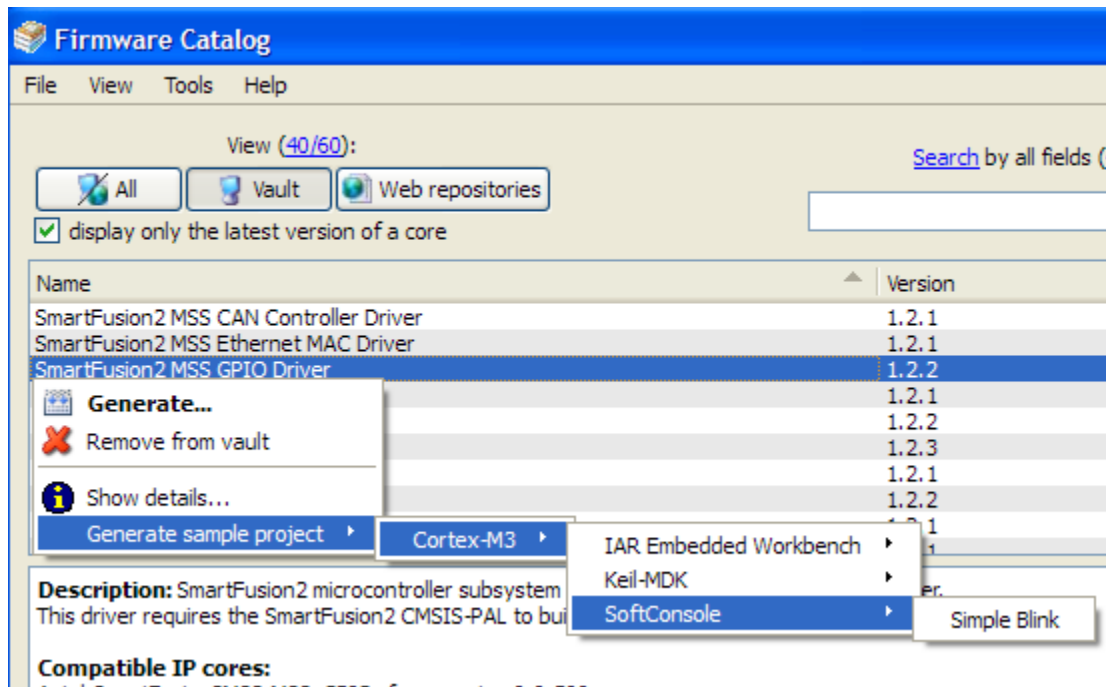 Firmware Catalog
File View Tools Help
View (40/60):
Search by all fields (
All Vault Web repositories
display only the latest version of a core
Name Version
SmartFusion2 MSS CAN Controller Driver 1.2.1
SmartFusion2 MSS Ethernet MAC Driver 1.2.1
SmartFusion2 MSS GPIO Driver 1.2.2
Generate... 1.2.1
1.2.2
Remove from vault 1.2.3
1.2.1
Show details... 1.2.2
Generate sample project Cortex-M3
IAR Embedded Workbench
Keil-MDK
SoftConsole Simple Blink
Description: SmartFusion2 microcontroller subsystem
This driver requires the SmartFusion2 CMSIS-PAL to
Compatible IP cores: